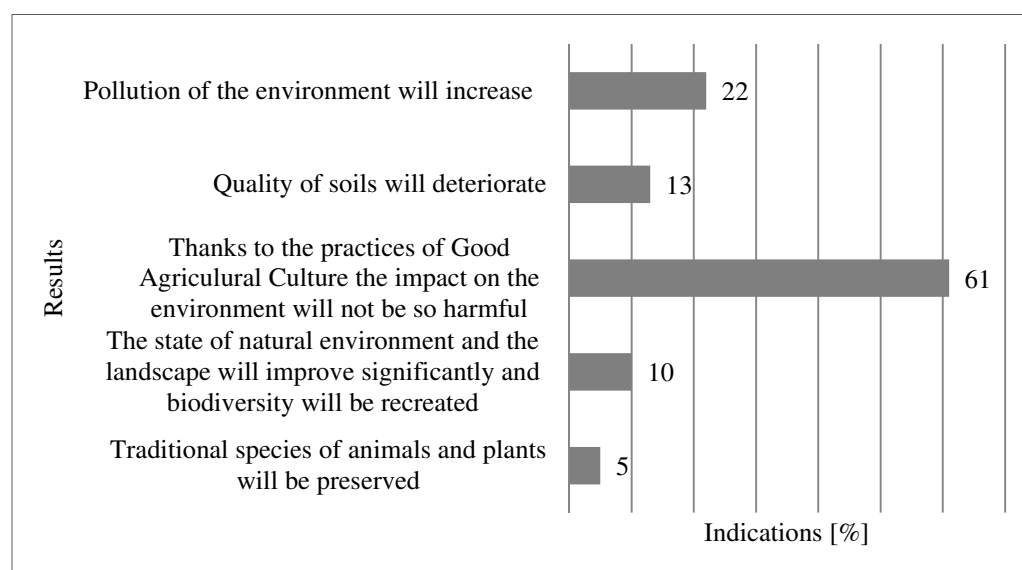 Pollution of the environment will increase
22
Quality of soils will deteriorate
13
Results
Thanks to the practices of Good
Agriculural Culture the impact on the
environment will not be so harmful
61
The state of natural environment and the
landscape will improve significantly and
biodiversity will be recreated
10
Traditional species of animals and plants
will be preserved
5
Indications [%]